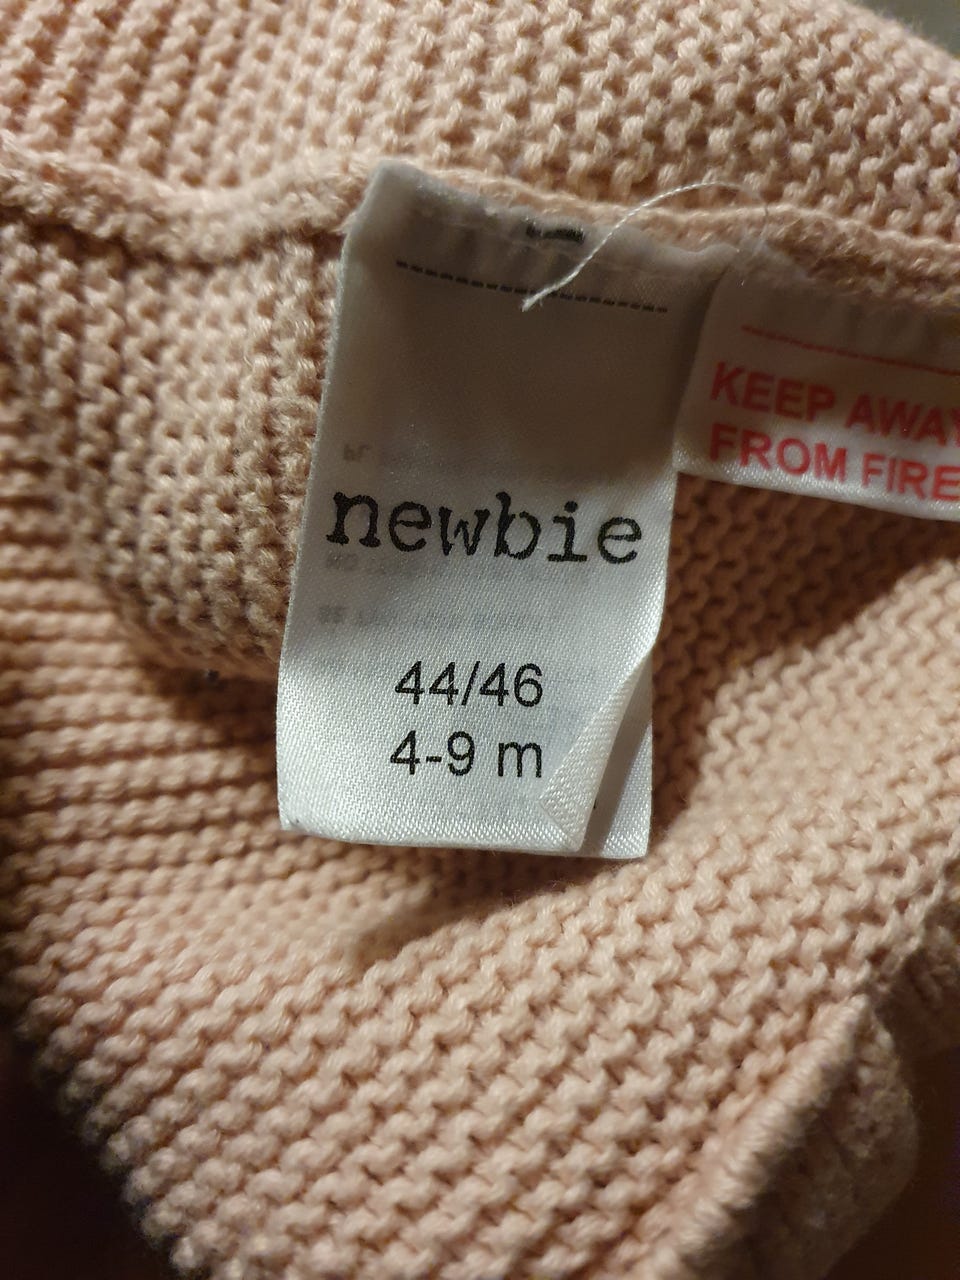 newbie
44/46
4-9 m
KEEP AWAY
FROM FIRE